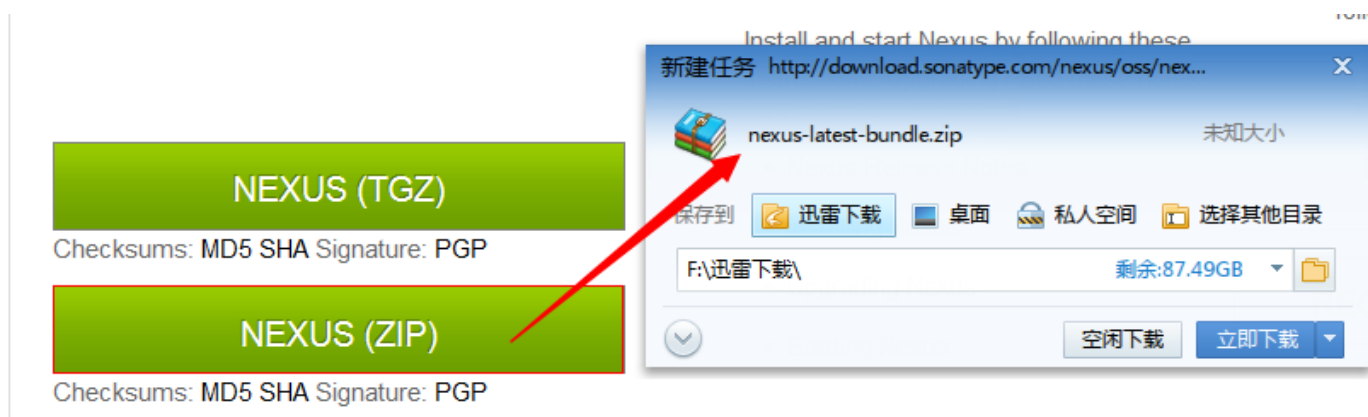 Install and start Nexus by following these
NEXUS (TGZ)
Checksums: MD5 SHA Signature: PGP
NEXUS (ZIP)
Checksums: MD5 SHA Signature: PGP
新建任务 http://download.sonatype.com/nexus/oss/nex...
nexus-latest-bundle.zip 未知大小
保存到 迅雷下载 桌面 私人空间 选择其他目录
F:\迅雷下载\ 剩余:87.49GB
空闲下载 立即下载